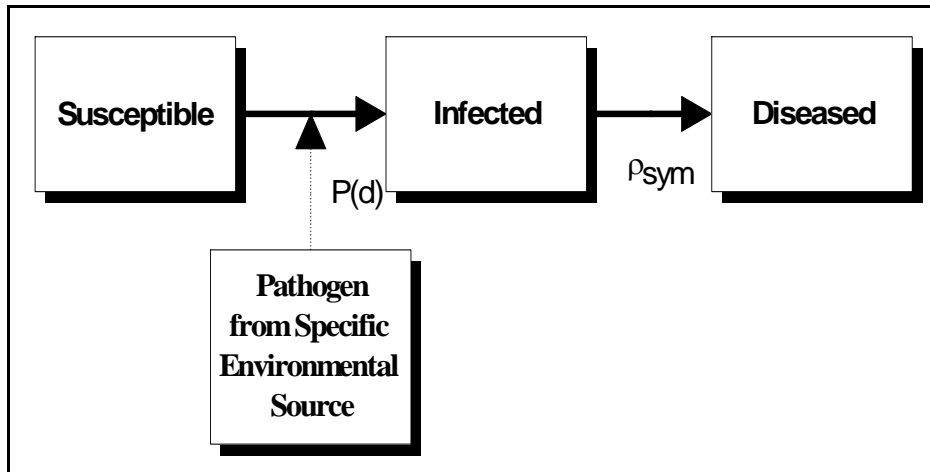 Susceptible
Infected
Diseased
P(d)
ρsym
Pathogen
from Specific
Environmental
Source